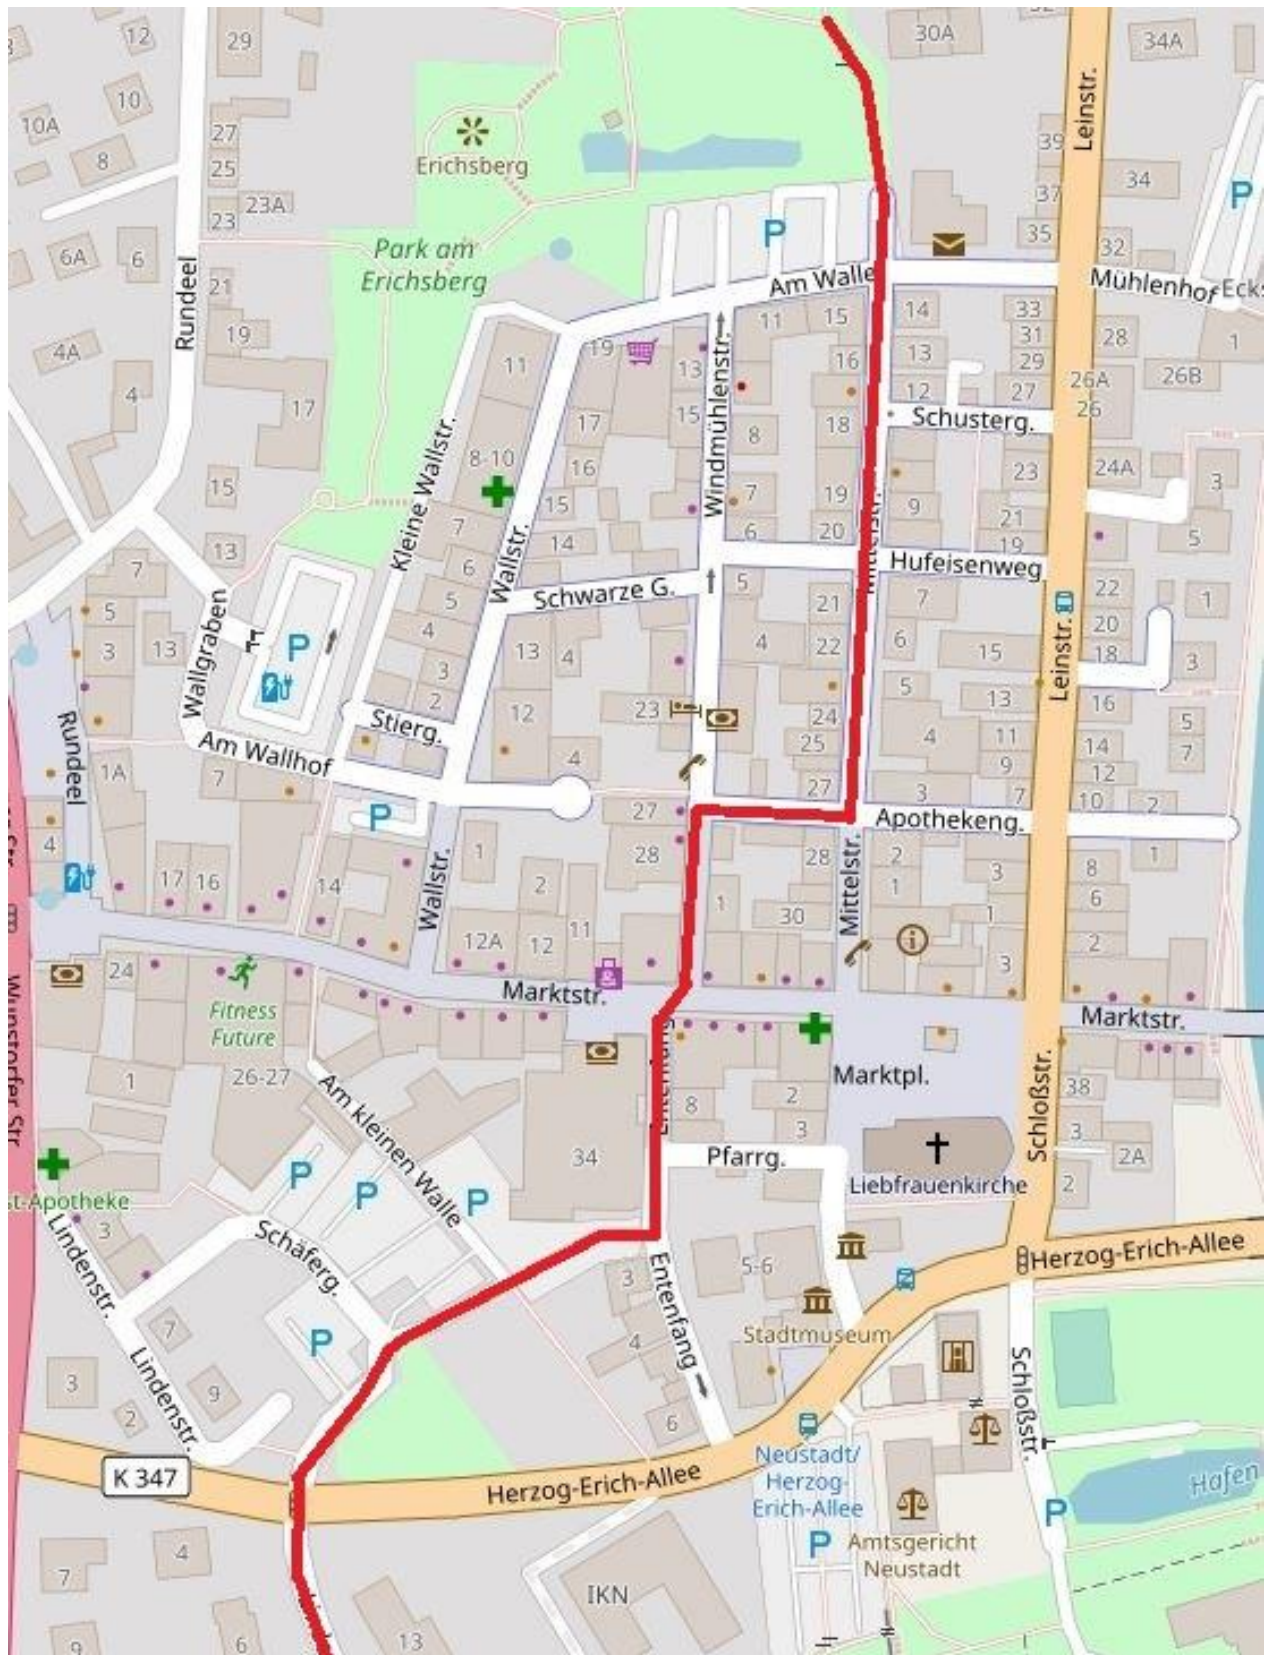 12
29
30A
34A
10
10A
27
8
25
Erichsberg
39
Leinstr.
34
37
P
23
23A
35
32
P
6A
6
Park am
Erichsberg
Rundeel
21
Am Walle
Mühlenhof
Ecks
19
4A
11
15
14
33
31
28
1
19
13
11
16
13
29
26A
26B
4
17
Kleine Wallstr.
17
15
Windmühlenstr.
12
27
26
8
18
Schusterg.
8-10
16
23
24A
3
15
15
7
19
9
7
14
6
20
21
5
13
Wallstr.
19
6
Schwarze G.
Hufeisenweg
7
5
5
21
7
22
1
5
Wallgraben
4
13
4
4
22
6
20
3
13
P
3
15
Leinstr.
18
3
2
5
13
16
Rundeel
Stierg.
12
23
24
5
Am Wallhof
4
25
4
11
14
7
1A
7
9
12
27
3
7
10
2
P
27
Apothekeng.
4
1
28
28
Mittelstr.
2
3
8
1
17
16
14
Wallstr.
2
1
1
6
11
30
1
12A
12
2
24
3
Marktstr.
Marktstr.
Fitness
Future
Wunstorfer Str
1
26-27
Marktpl.
38
Am kleinen Walle
8
2
Schloßstr.
3
3
34
Pfarrg.
2A
P
P
P
Liebfrauenkirche
2
st-Apotheke
3
Schäferg.
Lindenstr.
Herzog-Erich-Allee
3
Entenfang
5-6
7
P
4
Stadtmuseum
3
Lindenstr.
9
Schloßstr.
2
6
K 347
Herzog-Erich-Allee
Neustadt/
Herzog-
Erich-Allee
Hafen
P
P
4
7
Amtsgericht
Neustadt
IKN
9
6
13